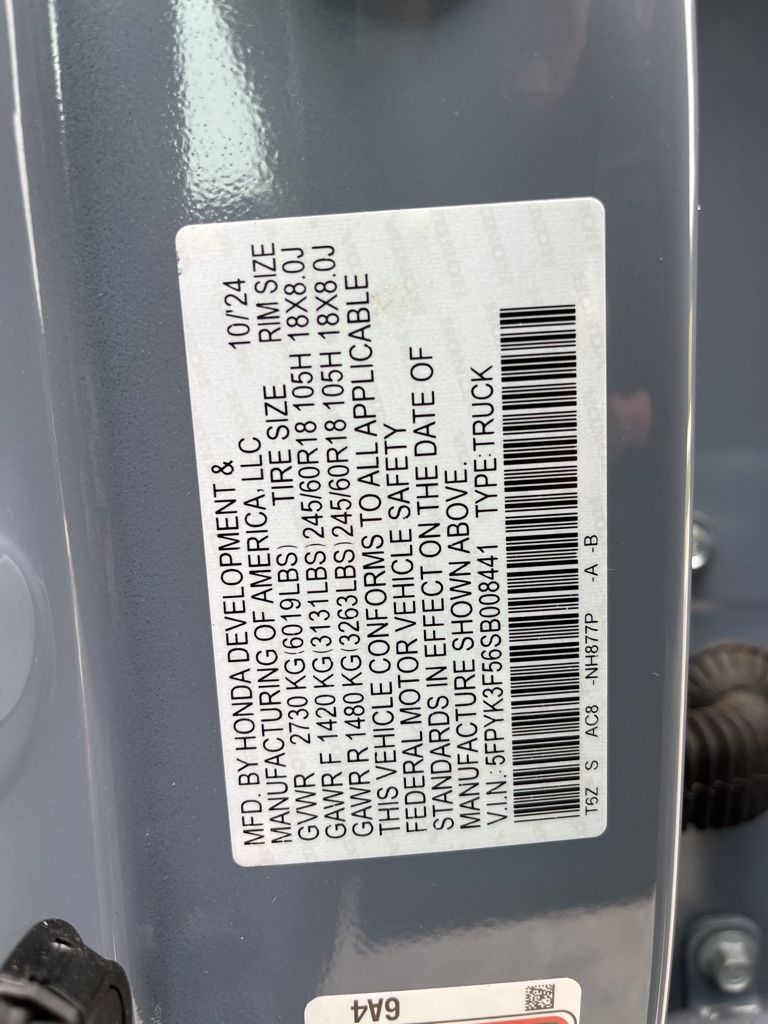 MFD. BY HONDA DEVELOPMENT &
MANUFACTURING OF AMERICA, LLC 10/'24
GVWR 2730 KG(6019LBS) TIRE SIZE RIM SIZE
GAWR F 1420 KG(3131LBS) 245/60R18 105H 18X8.0J
GAWR R 1480 KG(3263LBS) 245/60R18 105H 18X8.0J
THIS VEHICLE CONFORMS TO ALL APPLICABLE
FEDERAL MOTOR VEHICLE SAFETY
STANDARDS IN EFFECT ON THE DATE OF
MANUFACTURE SHOWN ABOVE.
V.I.N.: 5FPYK3F56SB008441 TYPE: TRUCK
T6Z S AC8 -NH877P -A -B
6A4